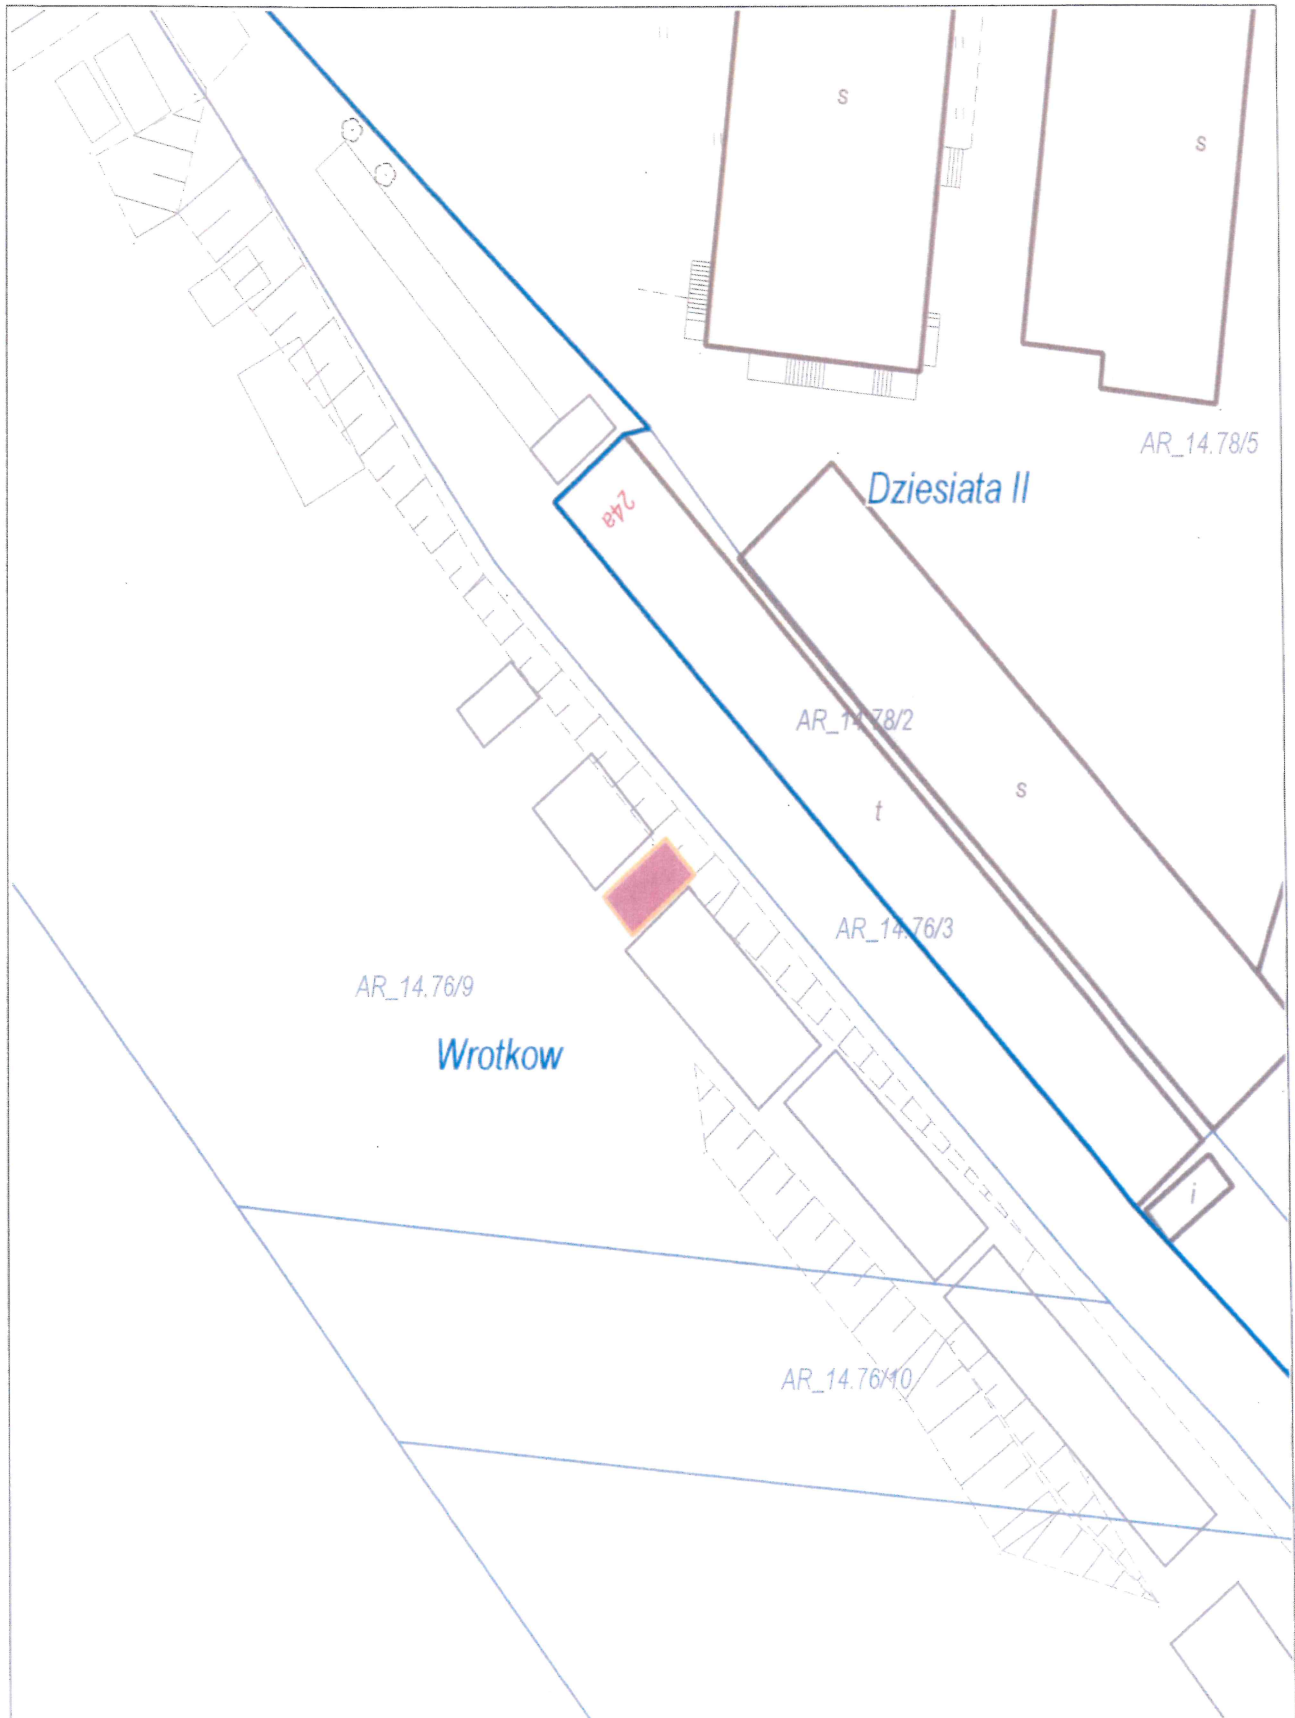 s
s
AR_14.78/5
Dziesiata II
24a
AR_14.78/2
s
t
AR_14.76/3
AR_14.76/9
Wrotkow
i
AR_14.76/10